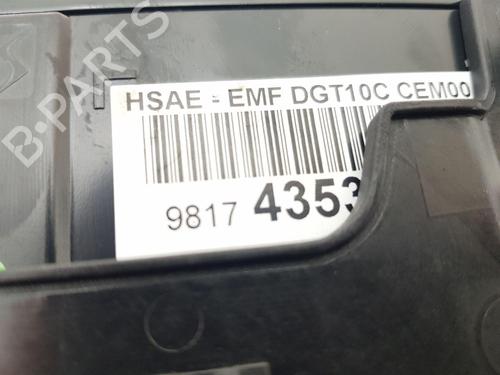 B-PARTS
HSAE - EMF DGT10C CEM00
9817 4353